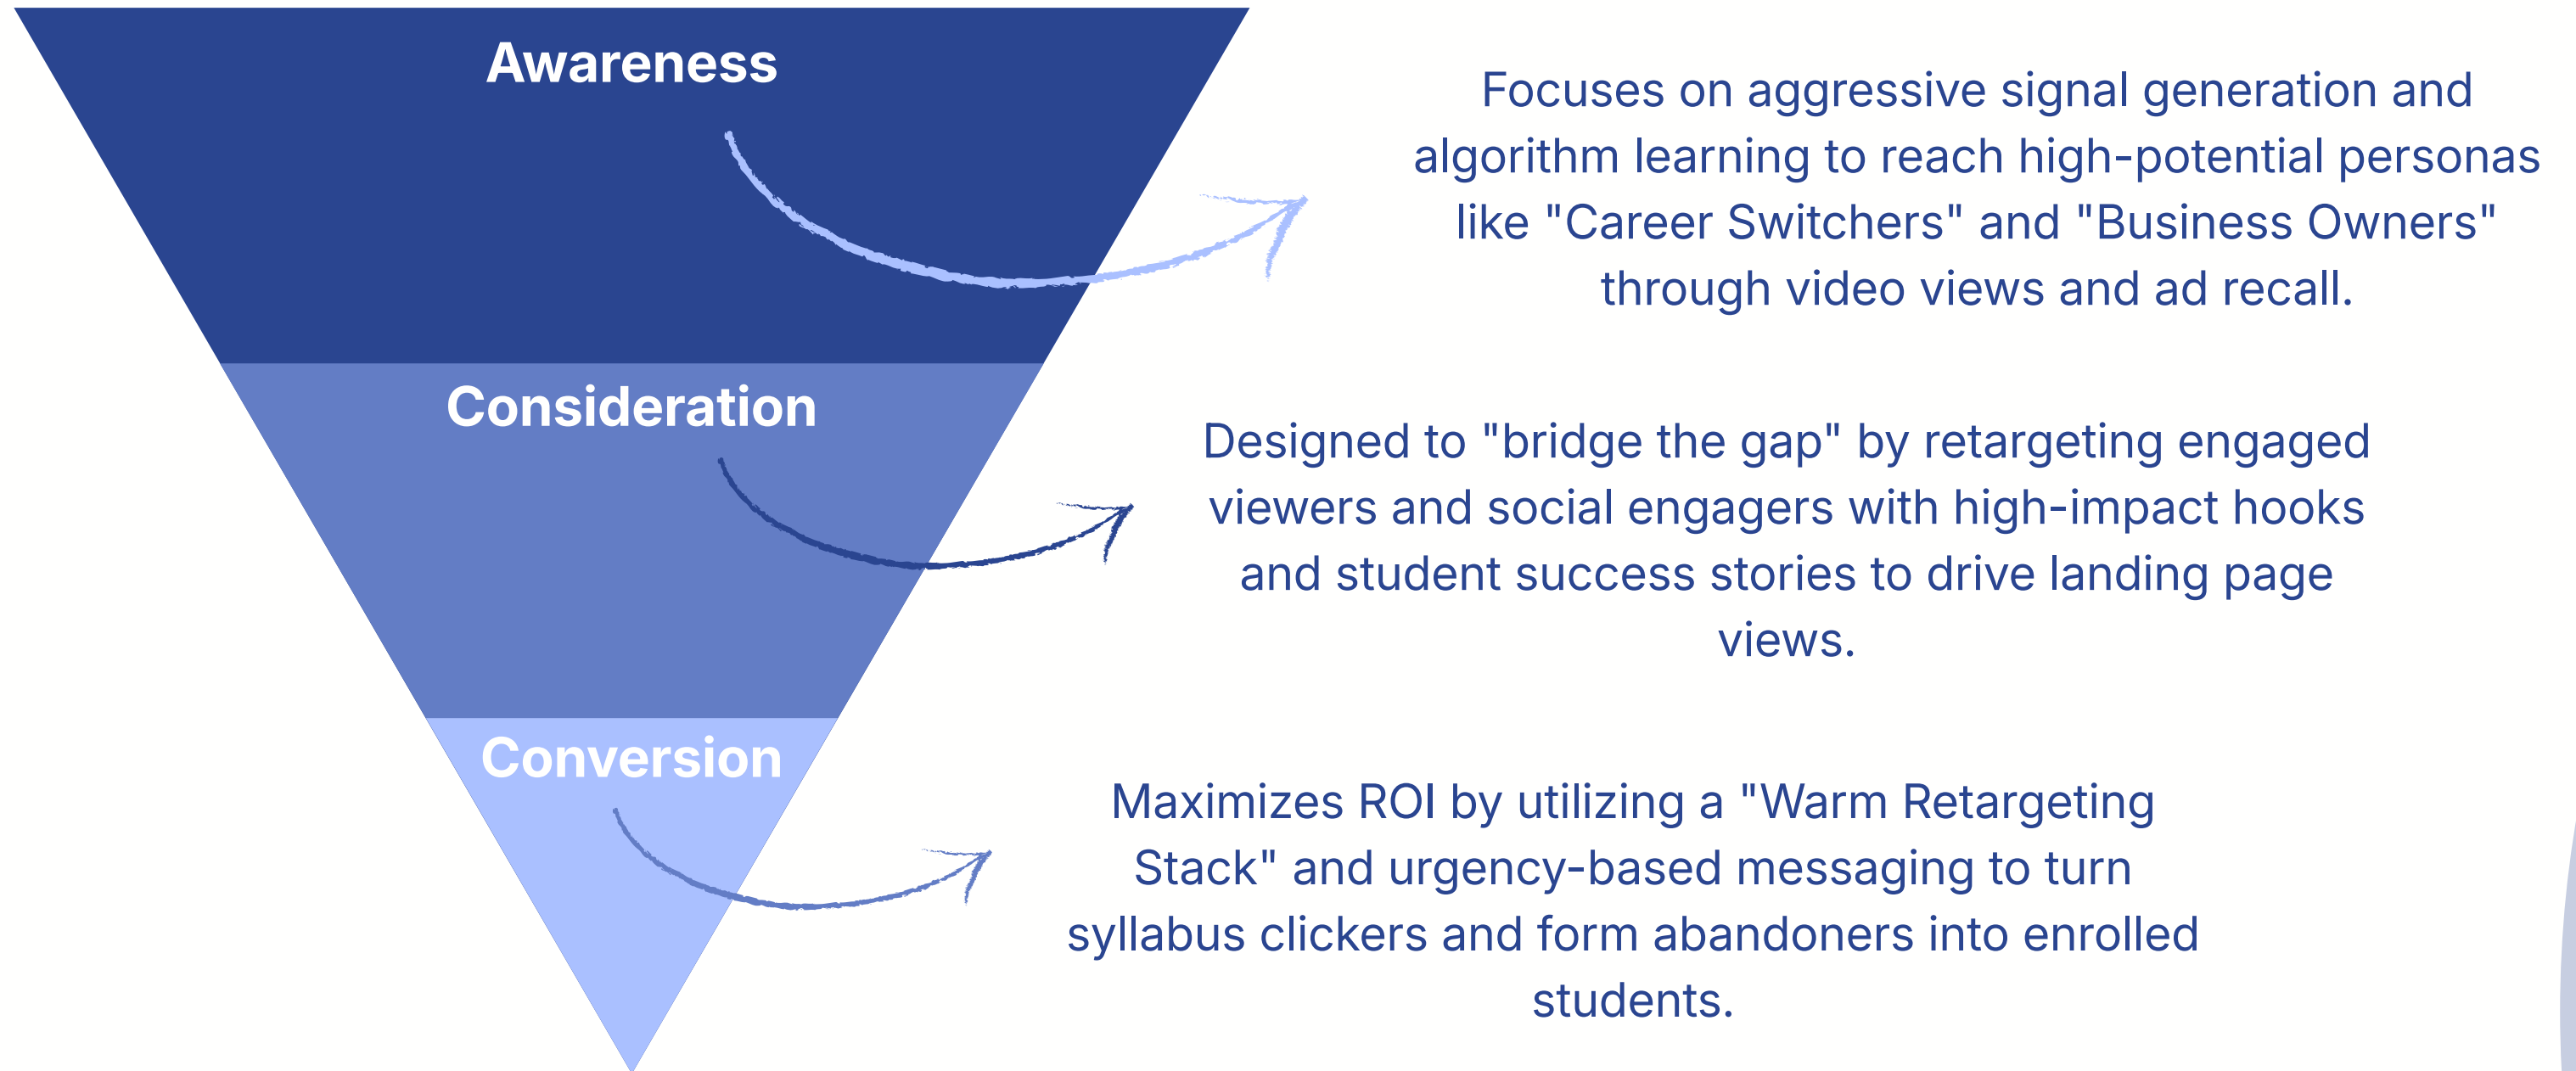 Awareness
Focuses on aggressive signal generation and
algorithm learning to reach high-potential personas
like "Career Switchers" and "Business Owners"
through video views and ad recall.
Consideration
Designed to "bridge the gap" by retargeting engaged
viewers and social engagers with high-impact hooks
and student success stories to drive landing page
views.
Conversion
Maximizes ROI by utilizing a "Warm Retargeting
Stack" and urgency-based messaging to turn
syllabus clickers and form abandoners into enrolled
students.